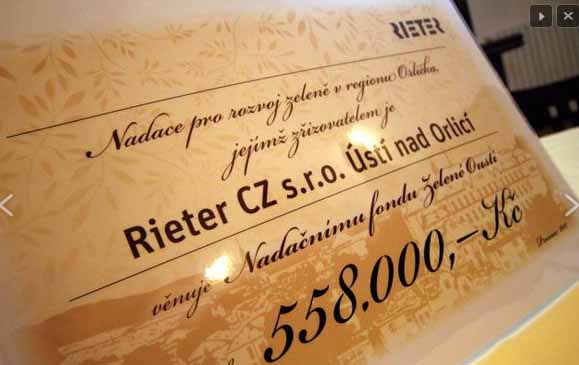 RIETER
Nadace pro rozvoj zeleně v regionu Orlicka,
jejímž zřizovatelem je
Rieter CZ s.r.o. Ústí nad Orlicí
věnuje Nadačnímu fondu Zelené Oustí
558.000,–Kč